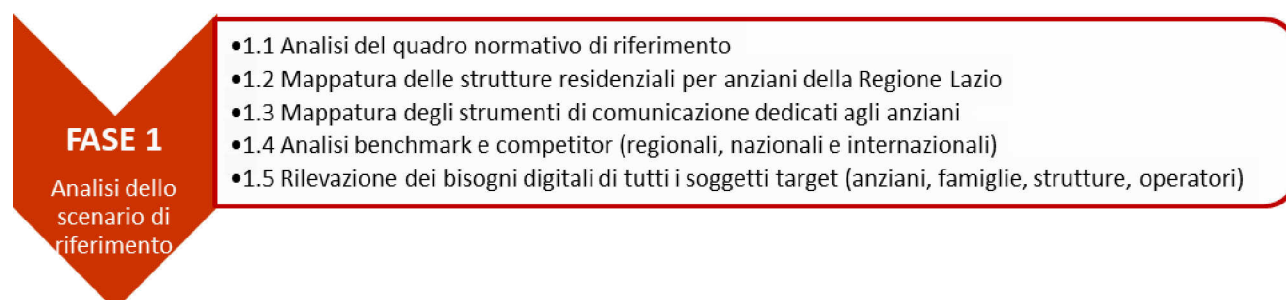 FASE 1
Analisi dello
scenario di
riferimento
•1.1 Analisi del quadro normativo di riferimento
•1.2 Mappatura delle strutture residenziali per anziani della Regione Lazio
•1.3 Mappatura degli strumenti di comunicazione dedicati agli anziani
•1.4 Analisi benchmark e competitor (regionali, nazionali e internazionali)
•1.5 Rilevazione dei bisogni digitali di tutti i soggetti target (anziani, famiglie, strutture, operatori)